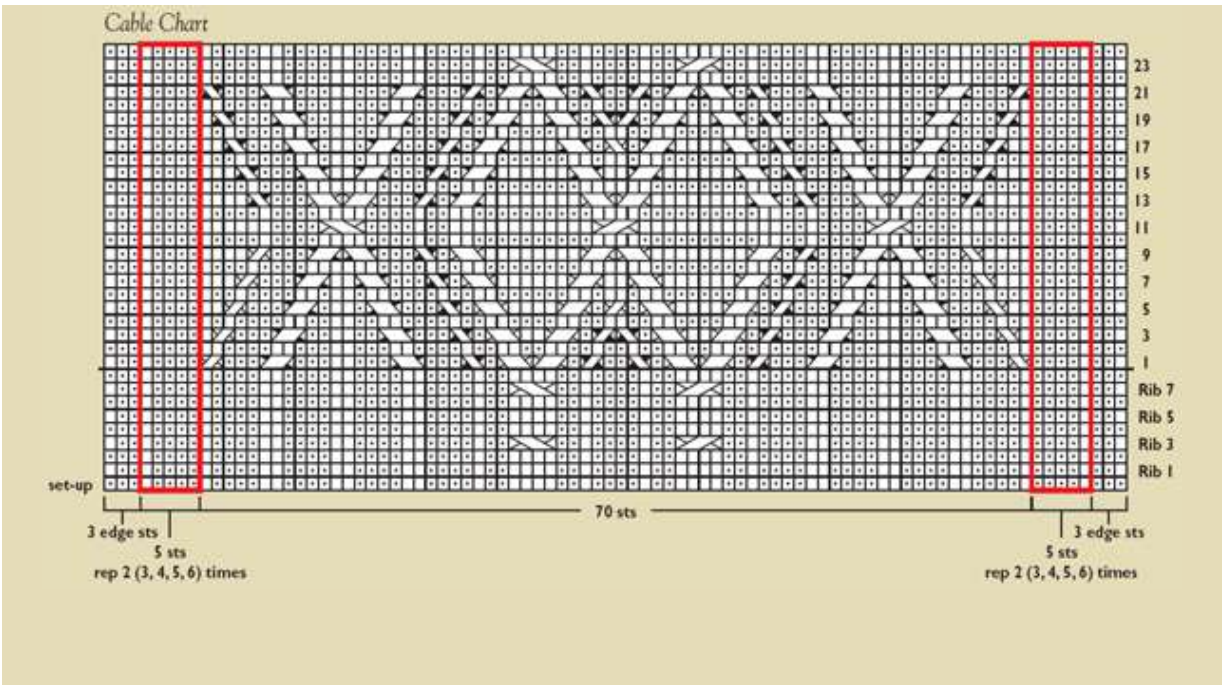 Cable Chart
23
21
19
17
15
13
11
9
7
5
3
1
Rib 7
Rib 5
Rib 3
Rib 1
set-up
70 sts
3 edge sts
3 edge sts
5 sts
5 sts
rep 2 (3, 4, 5, 6) times
rep 2 (3, 4, 5, 6) times